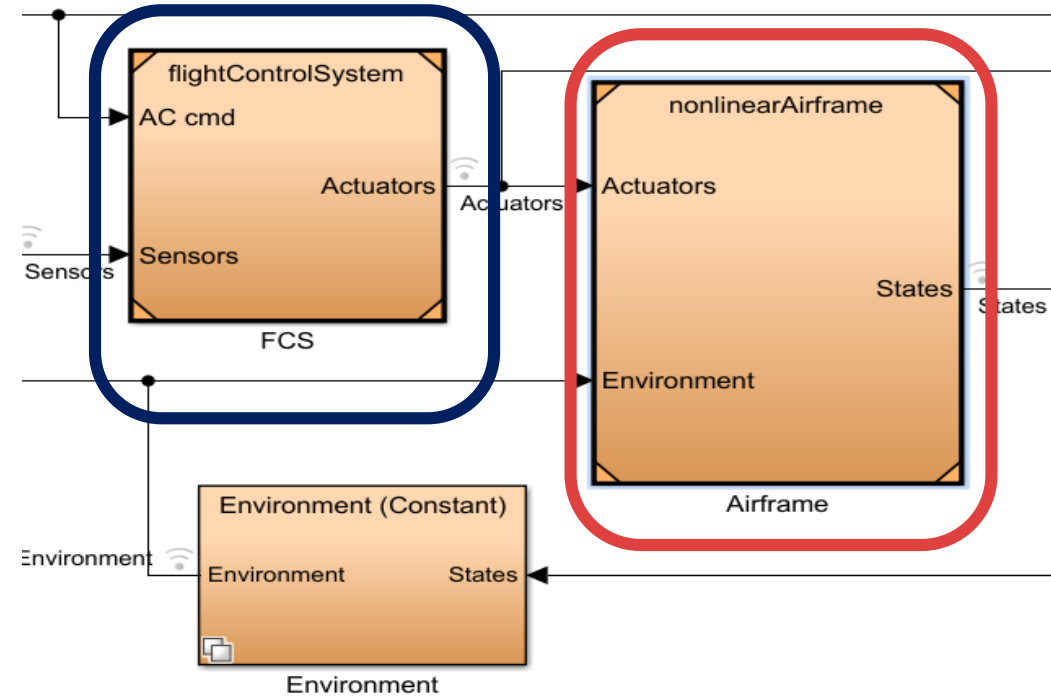 flightControlSystem
AC cmd
Actuators
Sensors
FCS
Sensors
Actuators
nonlinearAirframe
Actuators
States
Environment
Airframe
States
Environment (Constant)
Environment
Environment
States
Environment